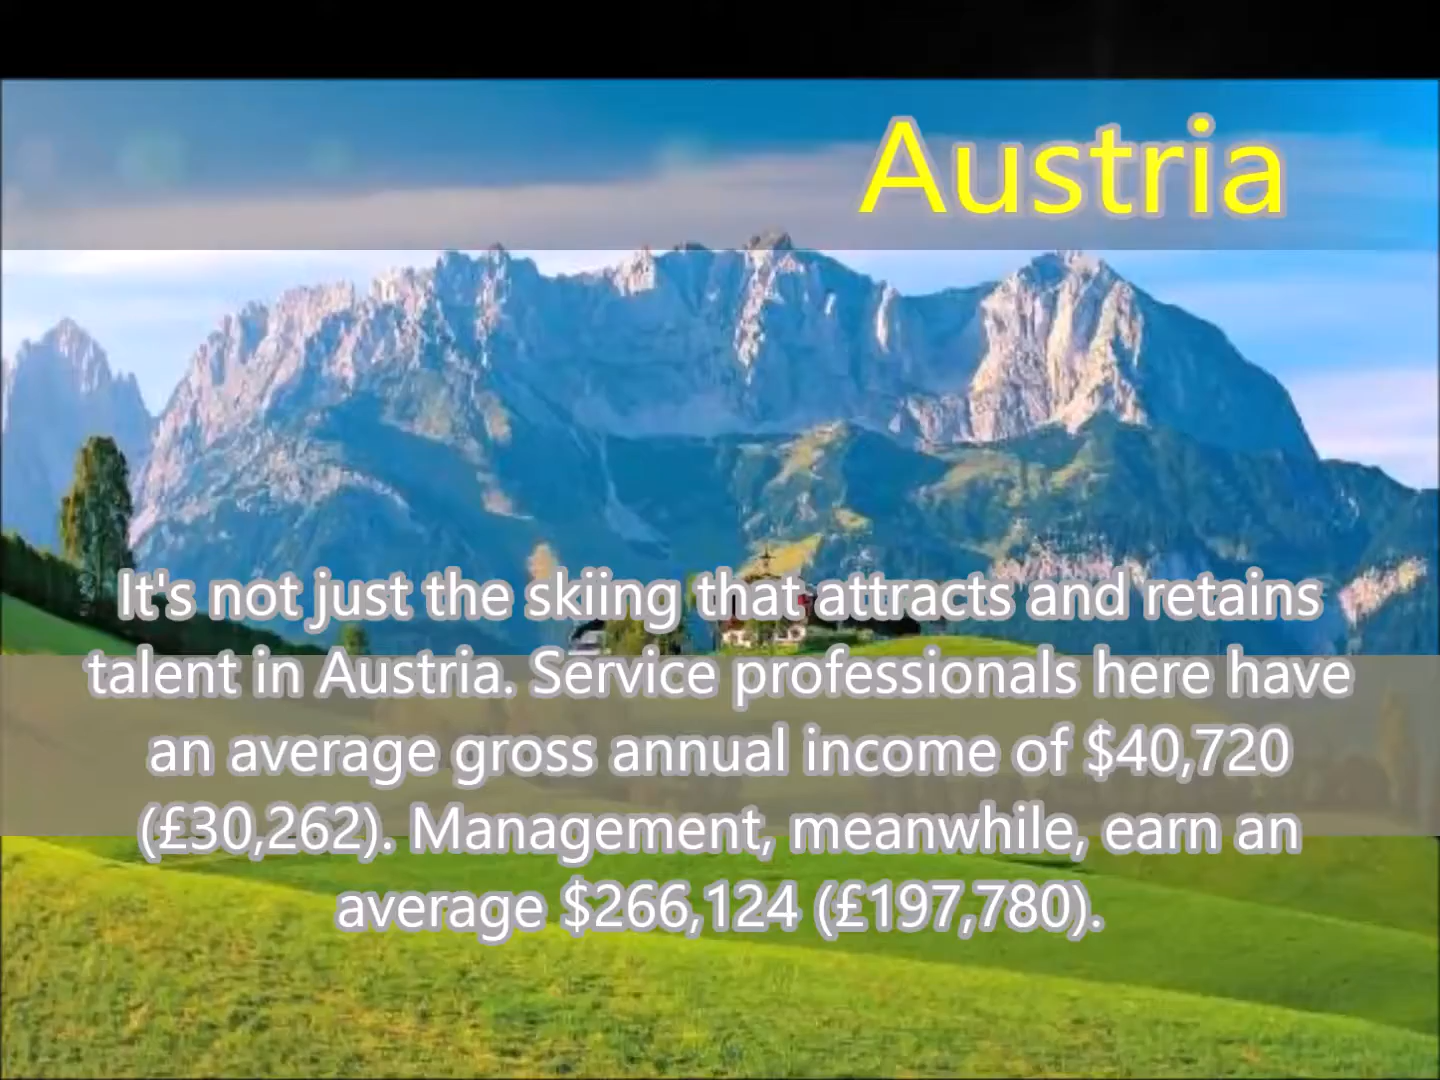 Austria
It's not just the skiing that attracts and retains
talent in Austria. Service professionals here have
an average gross annual income of $40,720
(£30,262). Management, meanwhile, earn an
average $266,124 (£197,780).